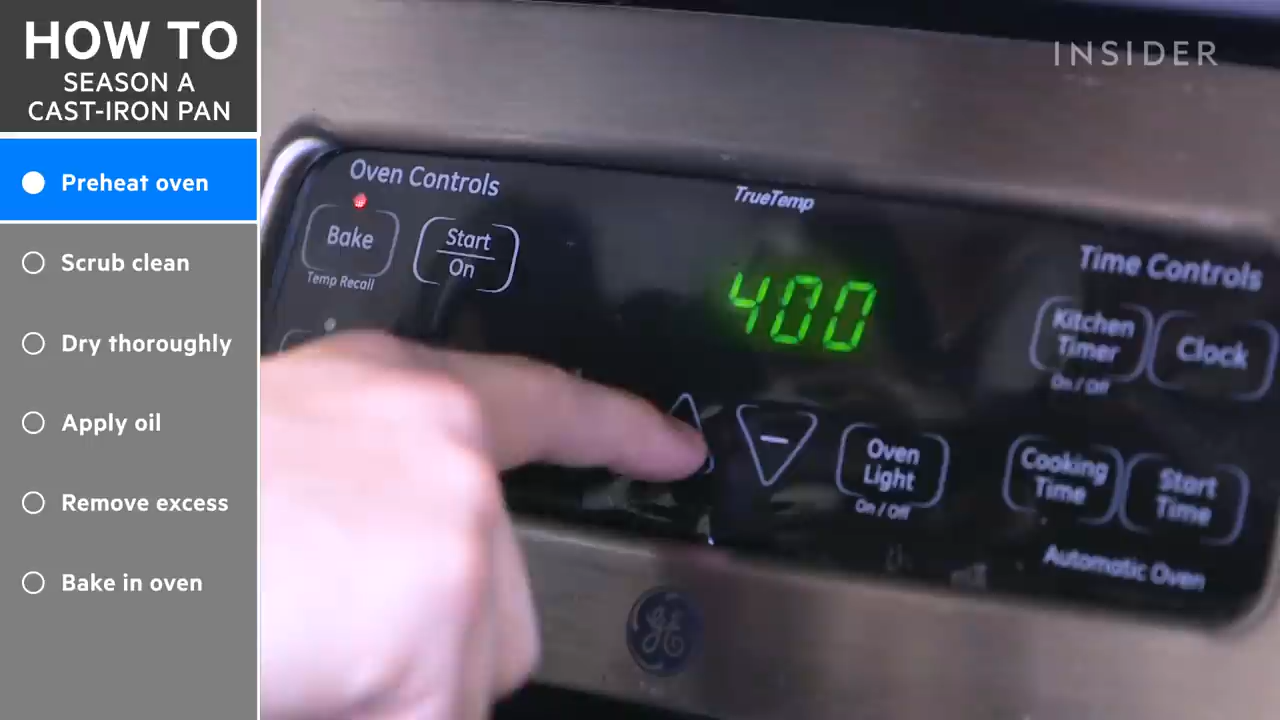 HOW TO
SEASON A
CAST-IRON PAN
Preheat oven
Scrub clean
Dry thoroughly
Apply oil
Remove excess
Bake in oven
INSIDER
Oven Controls
TrueTemp
Bake
Start
On
Temp Recall
400
Time Controls
Kitchen
Timer
On / Off
Clock
Oven
Light
On / Off
Cooking
Time
Start
Time
Automatic Oven
GE